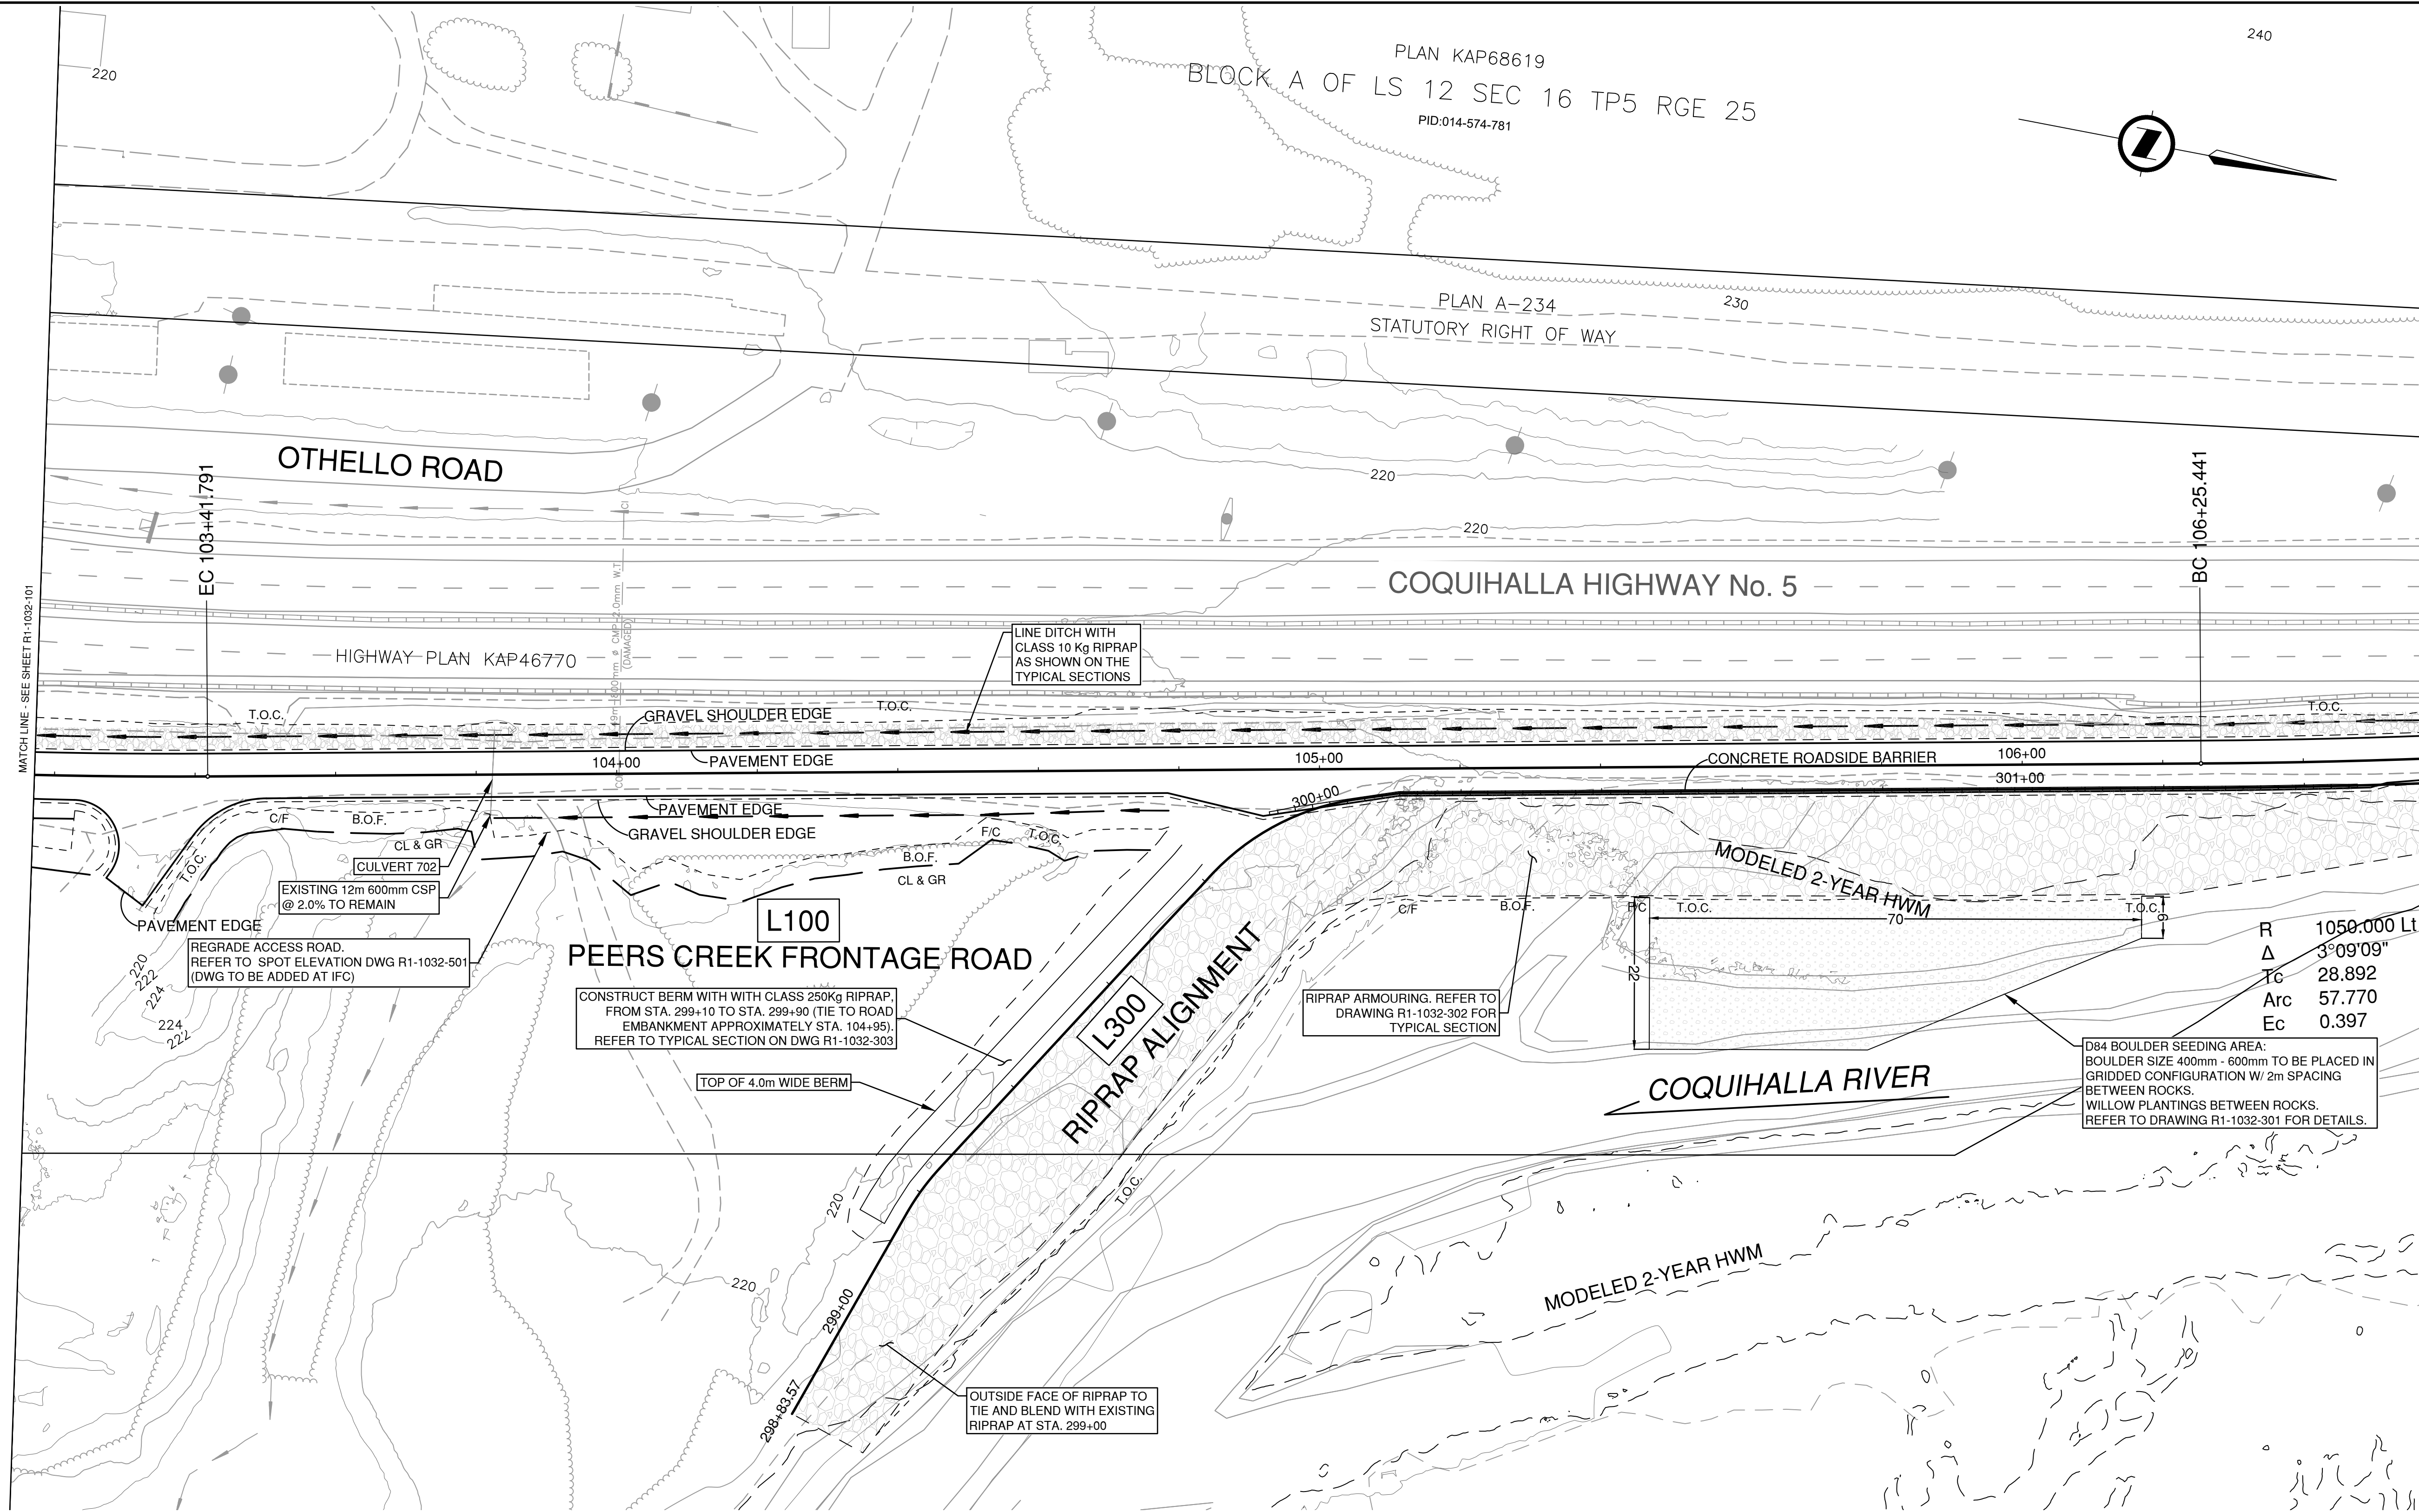 220
PLAN KAP68619
BLOCK A OF LS 12 SEC 16 TP5 RGE 25
PID:014-574-781
240
PLAN A-234
STATUTORY RIGHT OF WAY
230
OTHELLO ROAD
EC 103+41.791
220
220
BC 106+25.441
COQUIHALLA HIGHWAY No. 5
MATCH LINE - SEE SHEET R1-1032-101
HIGHWAY PLAN KAP46770
(DAMAGED)
LINE DITCH WITH
CLASS 10 Kg RIPRAP
AS SHOWN ON THE
TYPICAL SECTIONS
T.O.C.
GRAVEL SHOULDER EDGE
T.O.C.
T.O.C.
104+00
PAVEMENT EDGE
105+00
CONCRETE ROADSIDE BARRIER
106+00
301+00
300+00
PAVEMENT EDGE
GRAVEL SHOULDER EDGE
C/F
B.O.F.
T.O.C.
CL & GR
F/C
T.O.C.
B.O.F.
CL & GR
CULVERT 702
EXISTING 12m 600mm CSP
@ 2.0% TO REMAIN
PAVEMENT EDGE
REGRADE ACCESS ROAD.
REFER TO SPOT ELEVATION DWG R1-1032-501
(DWG TO BE ADDED AT IFC)
220
222
224
224
222
L100
PEERS CREEK FRONTAGE ROAD
CONSTRUCT BERM WITH WITH CLASS 250Kg RIPRAP,
FROM STA. 299+10 TO STA. 299+90 (TIE TO ROAD
EMBANKMENT APPROXIMATELY STA. 104+95).
REFER TO TYPICAL SECTION ON DWG R1-1032-303
TOP OF 4.0m WIDE BERM
L300
RIPRAP ALIGNMENT
MODELED 2-YEAR HWM
C/F
B.O.F.
F/C
T.O.C.
T.O.C.
70
6
22
RIPRAP ARMOURING. REFER TO
DRAWING R1-1032-302 FOR
TYPICAL SECTION
R 1050.000 Lt
Δ 3°09'09"
Tc 28.892
Arc 57.770
Ec 0.397
D84 BOULDER SEEDING AREA:
BOULDER SIZE 400mm - 600mm TO BE PLACED IN
GRIDDED CONFIGURATION W/ 2m SPACING
BETWEEN ROCKS.
WILLOW PLANTINGS BETWEEN ROCKS.
REFER TO DRAWING R1-1032-301 FOR DETAILS.
COQUIHALLA RIVER
T.O.C.
220
220
299+00
MODELED 2-YEAR HWM
298+83.57
OUTSIDE FACE OF RIPRAP TO
TIE AND BLEND WITH EXISTING
RIPRAP AT STA. 299+00